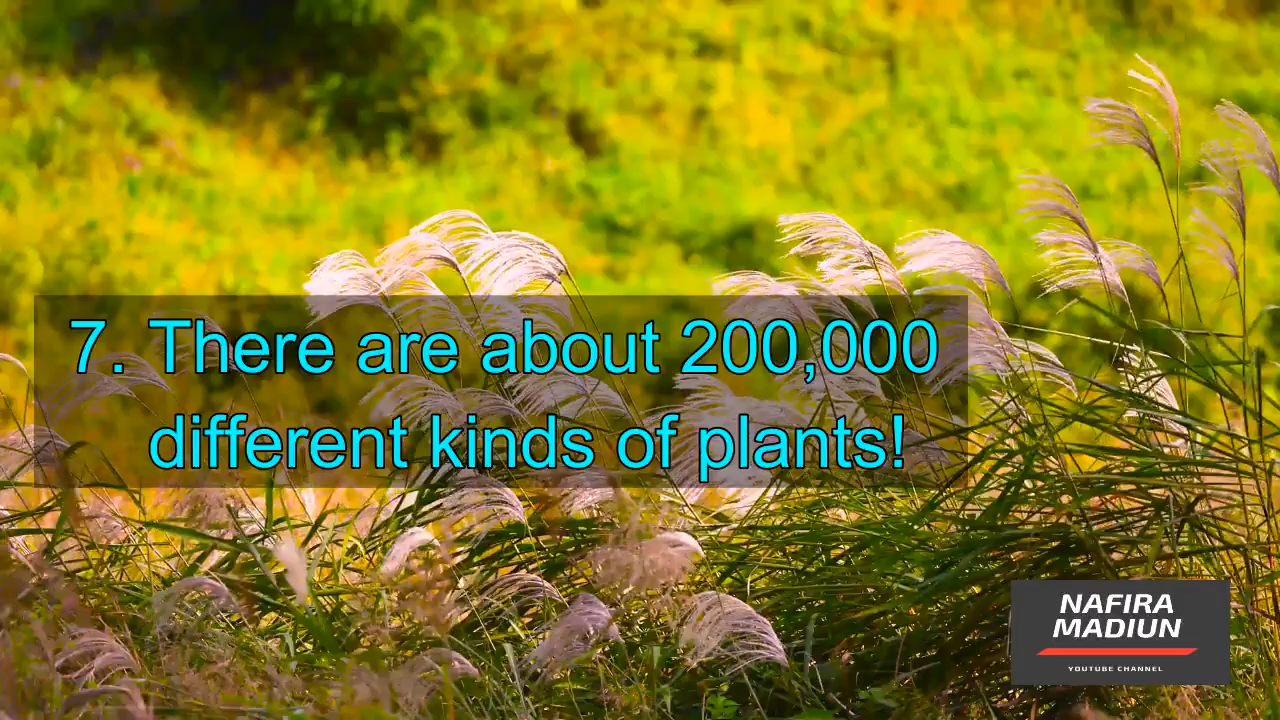 7. There are about 200,000
different kinds of plants!
NAFIRA
MADIUN
YOUTUBE CHANNEL